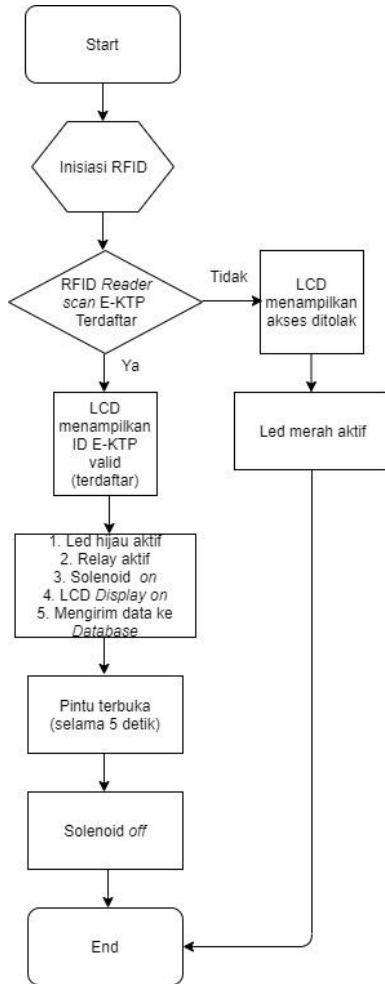 Start
Inisiasi RFID
RFID Reader
scan E-KTP
Terdaftar
Tidak
LCD
menampilkan
akses ditolak
Ya
LCD
menampilkan
ID E-KTP
valid
(terdaftar)
Led merah aktif
1. Led hijau aktif
2. Relay aktif
3. Solenoid on
4. LCD Display on
5. Mengirim data ke
Database
Pintu terbuka
(selama 5 detik)
Solenoid off
End